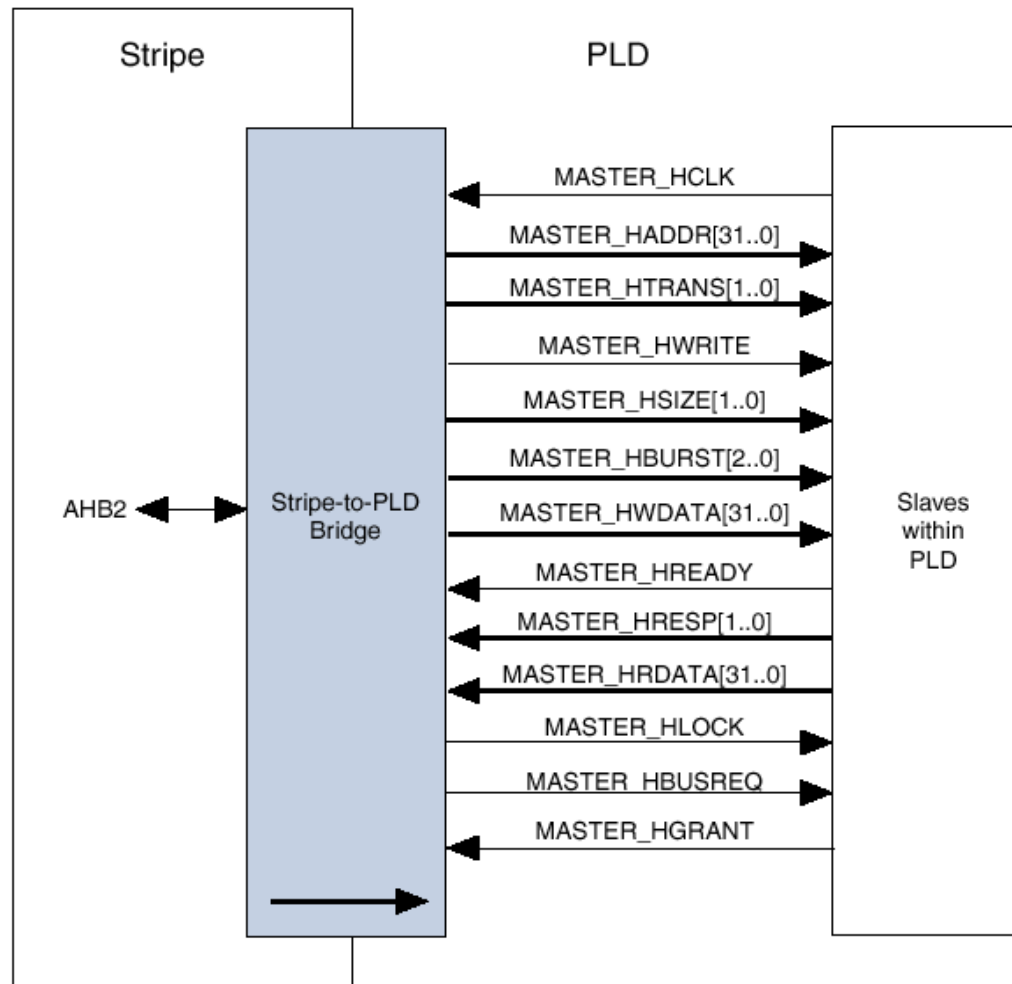 Stripe
PLD
MASTER_HCLK
MASTER_HADDR[31..0]
MASTER_HTRANS[1..0]
MASTER_HWRITE
MASTER_HSIZE[1..0]
MASTER_HBURST[2..0]
AHB2
Stripe-to-PLD
Bridge
MASTER_HWDATA[31..0]
Slaves
within
PLD
MASTER_HREADY
MASTER_HRESP[1..0]
MASTER_HRDATA[31..0]
MASTER_HLOCK
MASTER_HBUSREQ
MASTER_HGRANT